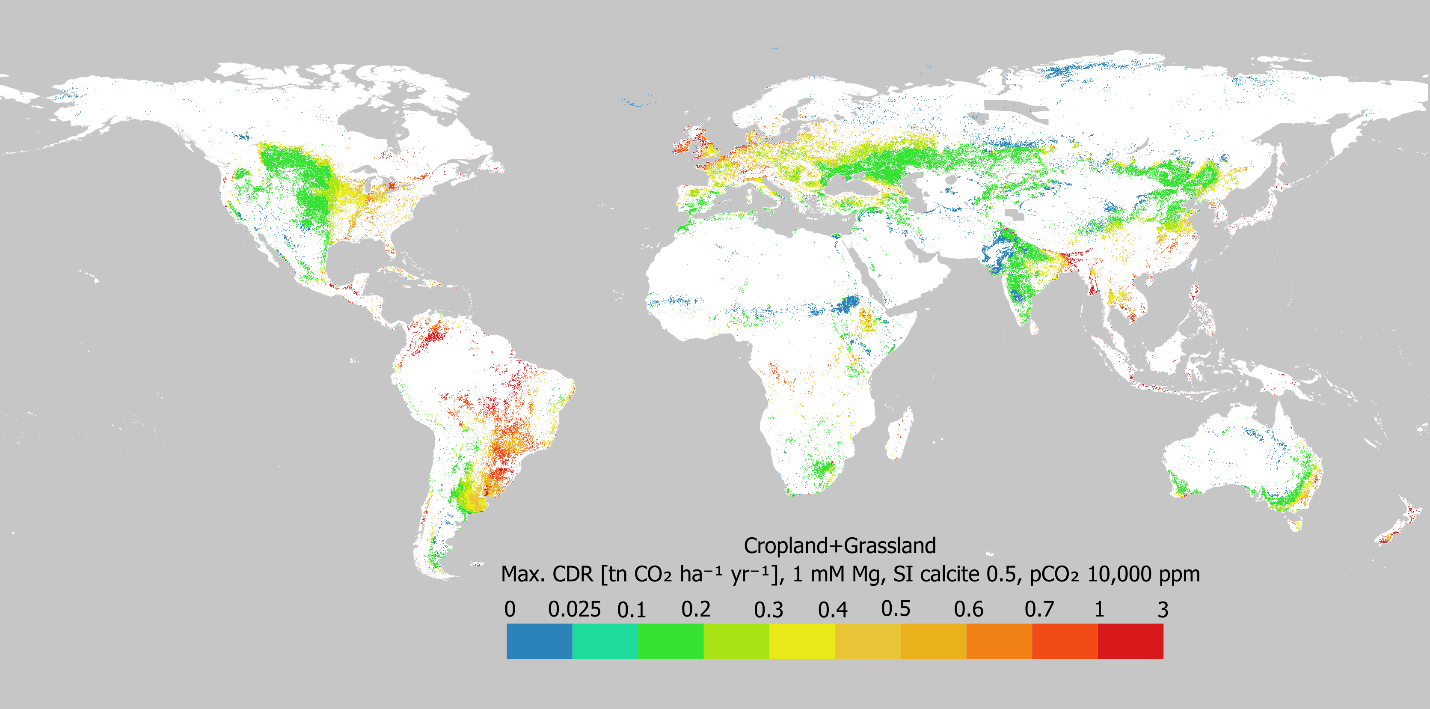 Cropland+Grassland
Max. CDR [tn CO₂ ha⁻¹ yr⁻¹], 1 mM Mg, SI calcite 0.5, pCO₂ 10,000 ppm
0 0.025 0.1 0.2 0.3 0.4 0.5 0.6 0.7 1 3